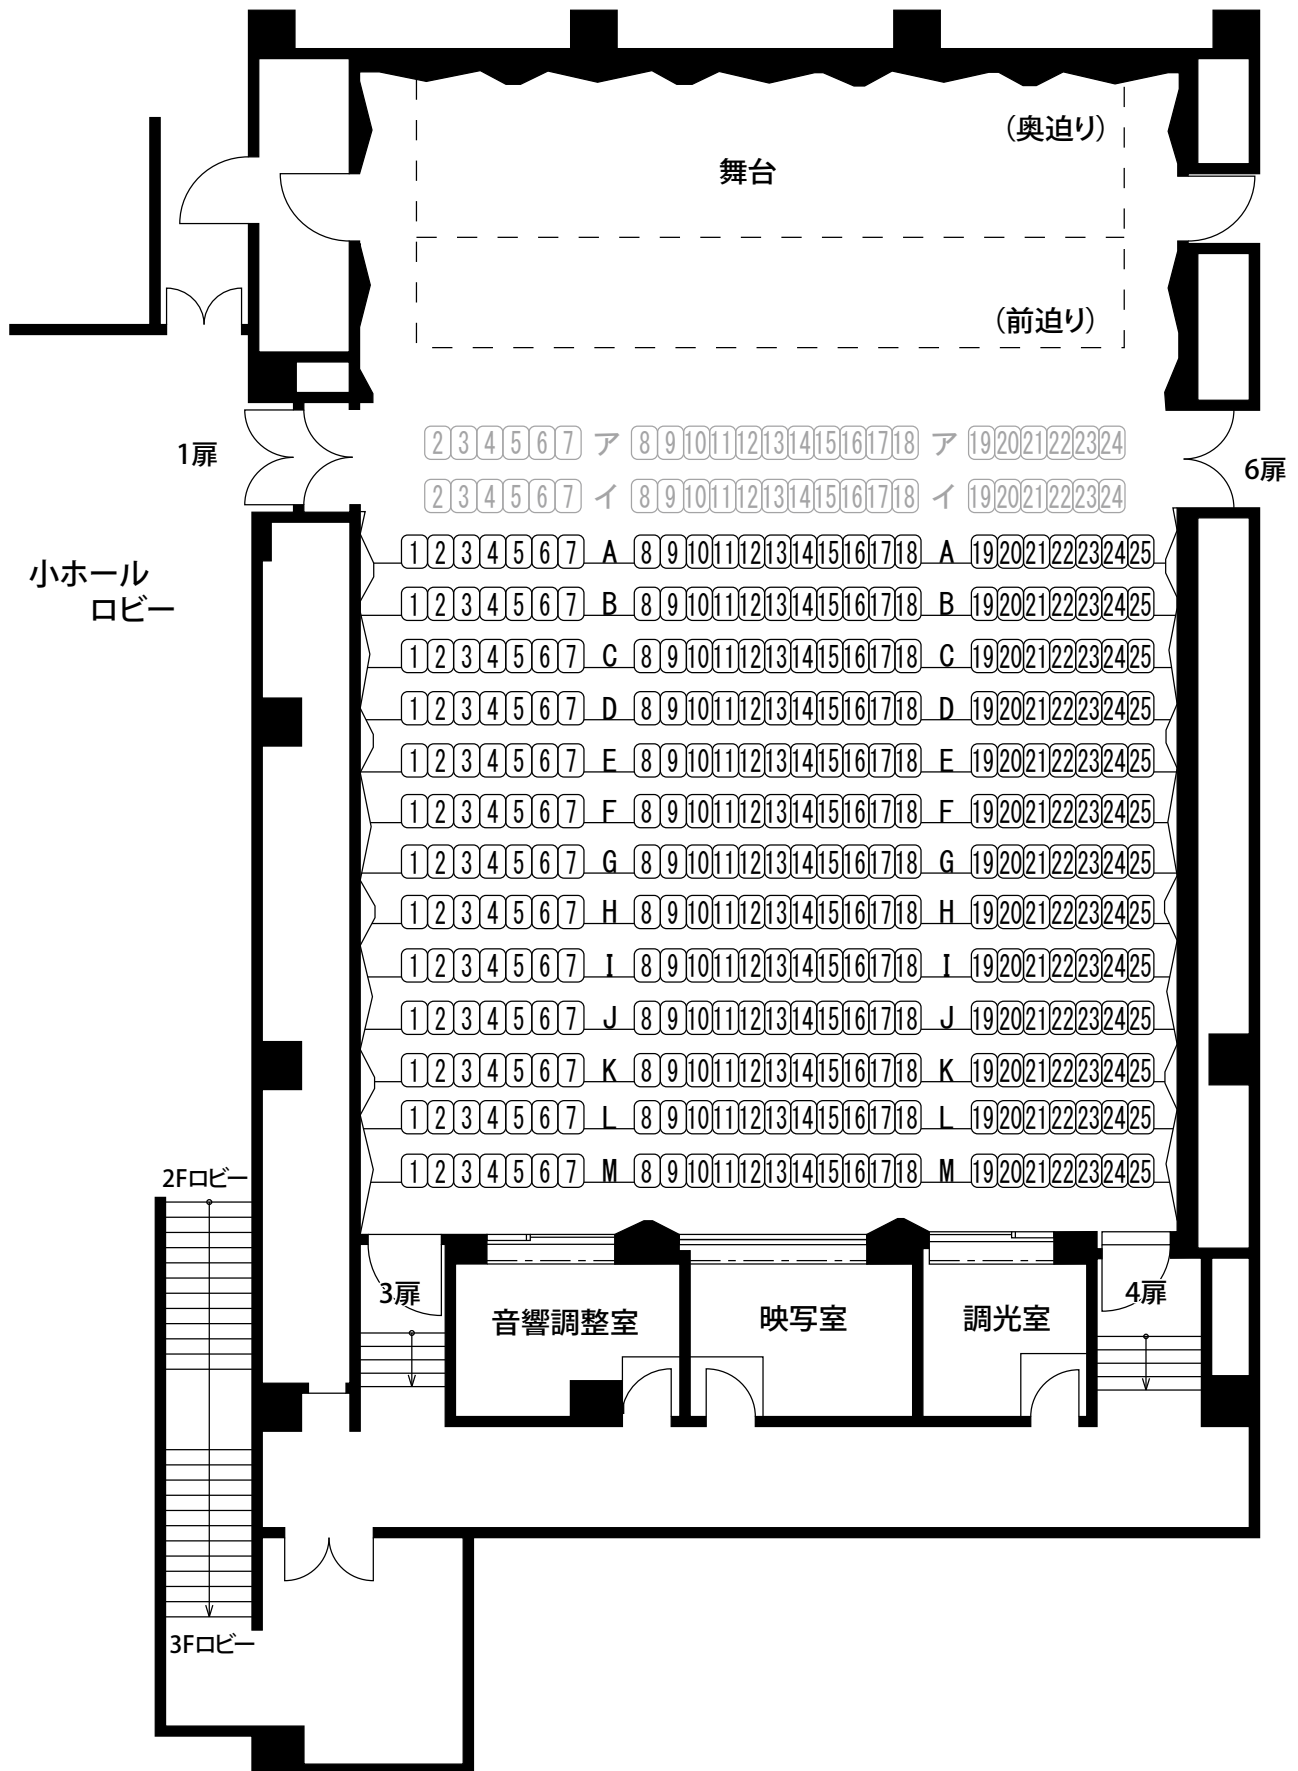 (奥迫り)
舞台
(前迫り)
1扉
6扉
2 3 4 5 6 7 ア 8 9 10 11 12 13 14 15 16 17 18 ア 19 20 21 22 23 24
2 3 4 5 6 7 イ 8 9 10 11 12 13 14 15 16 17 18 イ 19 20 21 22 23 24
1 2 3 4 5 6 7 A 8 9 10 11 12 13 14 15 16 17 18 A 19 20 21 22 23 24 25
小ホール
ロビー
1 2 3 4 5 6 7 B 8 9 10 11 12 13 14 15 16 17 18 B 19 20 21 22 23 24 25
1 2 3 4 5 6 7 C 8 9 10 11 12 13 14 15 16 17 18 C 19 20 21 22 23 24 25
1 2 3 4 5 6 7 D 8 9 10 11 12 13 14 15 16 17 18 D 19 20 21 22 23 24 25
1 2 3 4 5 6 7 E 8 9 10 11 12 13 14 15 16 17 18 E 19 20 21 22 23 24 25
1 2 3 4 5 6 7 F 8 9 10 11 12 13 14 15 16 17 18 F 19 20 21 22 23 24 25
1 2 3 4 5 6 7 G 8 9 10 11 12 13 14 15 16 17 18 G 19 20 21 22 23 24 25
1 2 3 4 5 6 7 H 8 9 10 11 12 13 14 15 16 17 18 H 19 20 21 22 23 24 25
1 2 3 4 5 6 7 I 8 9 10 11 12 13 14 15 16 17 18 I 19 20 21 22 23 24 25
1 2 3 4 5 6 7 J 8 9 10 11 12 13 14 15 16 17 18 J 19 20 21 22 23 24 25
1 2 3 4 5 6 7 K 8 9 10 11 12 13 14 15 16 17 18 K 19 20 21 22 23 24 25
1 2 3 4 5 6 7 L 8 9 10 11 12 13 14 15 16 17 18 L 19 20 21 22 23 24 25
1 2 3 4 5 6 7 M 8 9 10 11 12 13 14 15 16 17 18 M 19 20 21 22 23 24 25
2Fロビー
3扉
4扉
音響調整室
映写室
調光室
3Fロビー